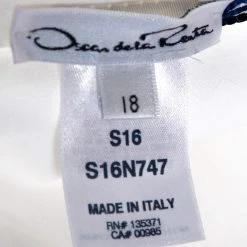 Oscar de la Renta
18
S16
S16N747
MADE IN ITALY
RN# 135371
CA# 00985